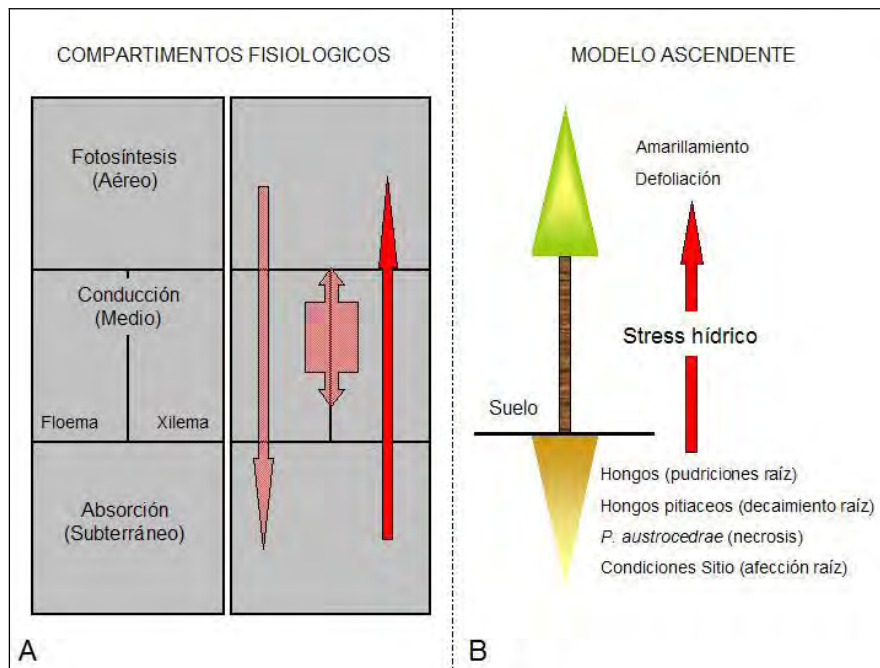 COMPARTIMENTOS FISIOLOGICOS
Fotosíntesis
(Aéreo)
Conducción
(Medio)
Floema
Xilema
Absorción
(Subterráneo)
A
MODELO ASCENDENTE
Amarillamiento
Defoliación
Stress hídrico
Suelo
Hongos (pudriciones raíz)
Hongos pitiaceos (decaimiento raíz)
P. austrocedrae (necrosis)
Condiciones Sitio (afección raíz)
B